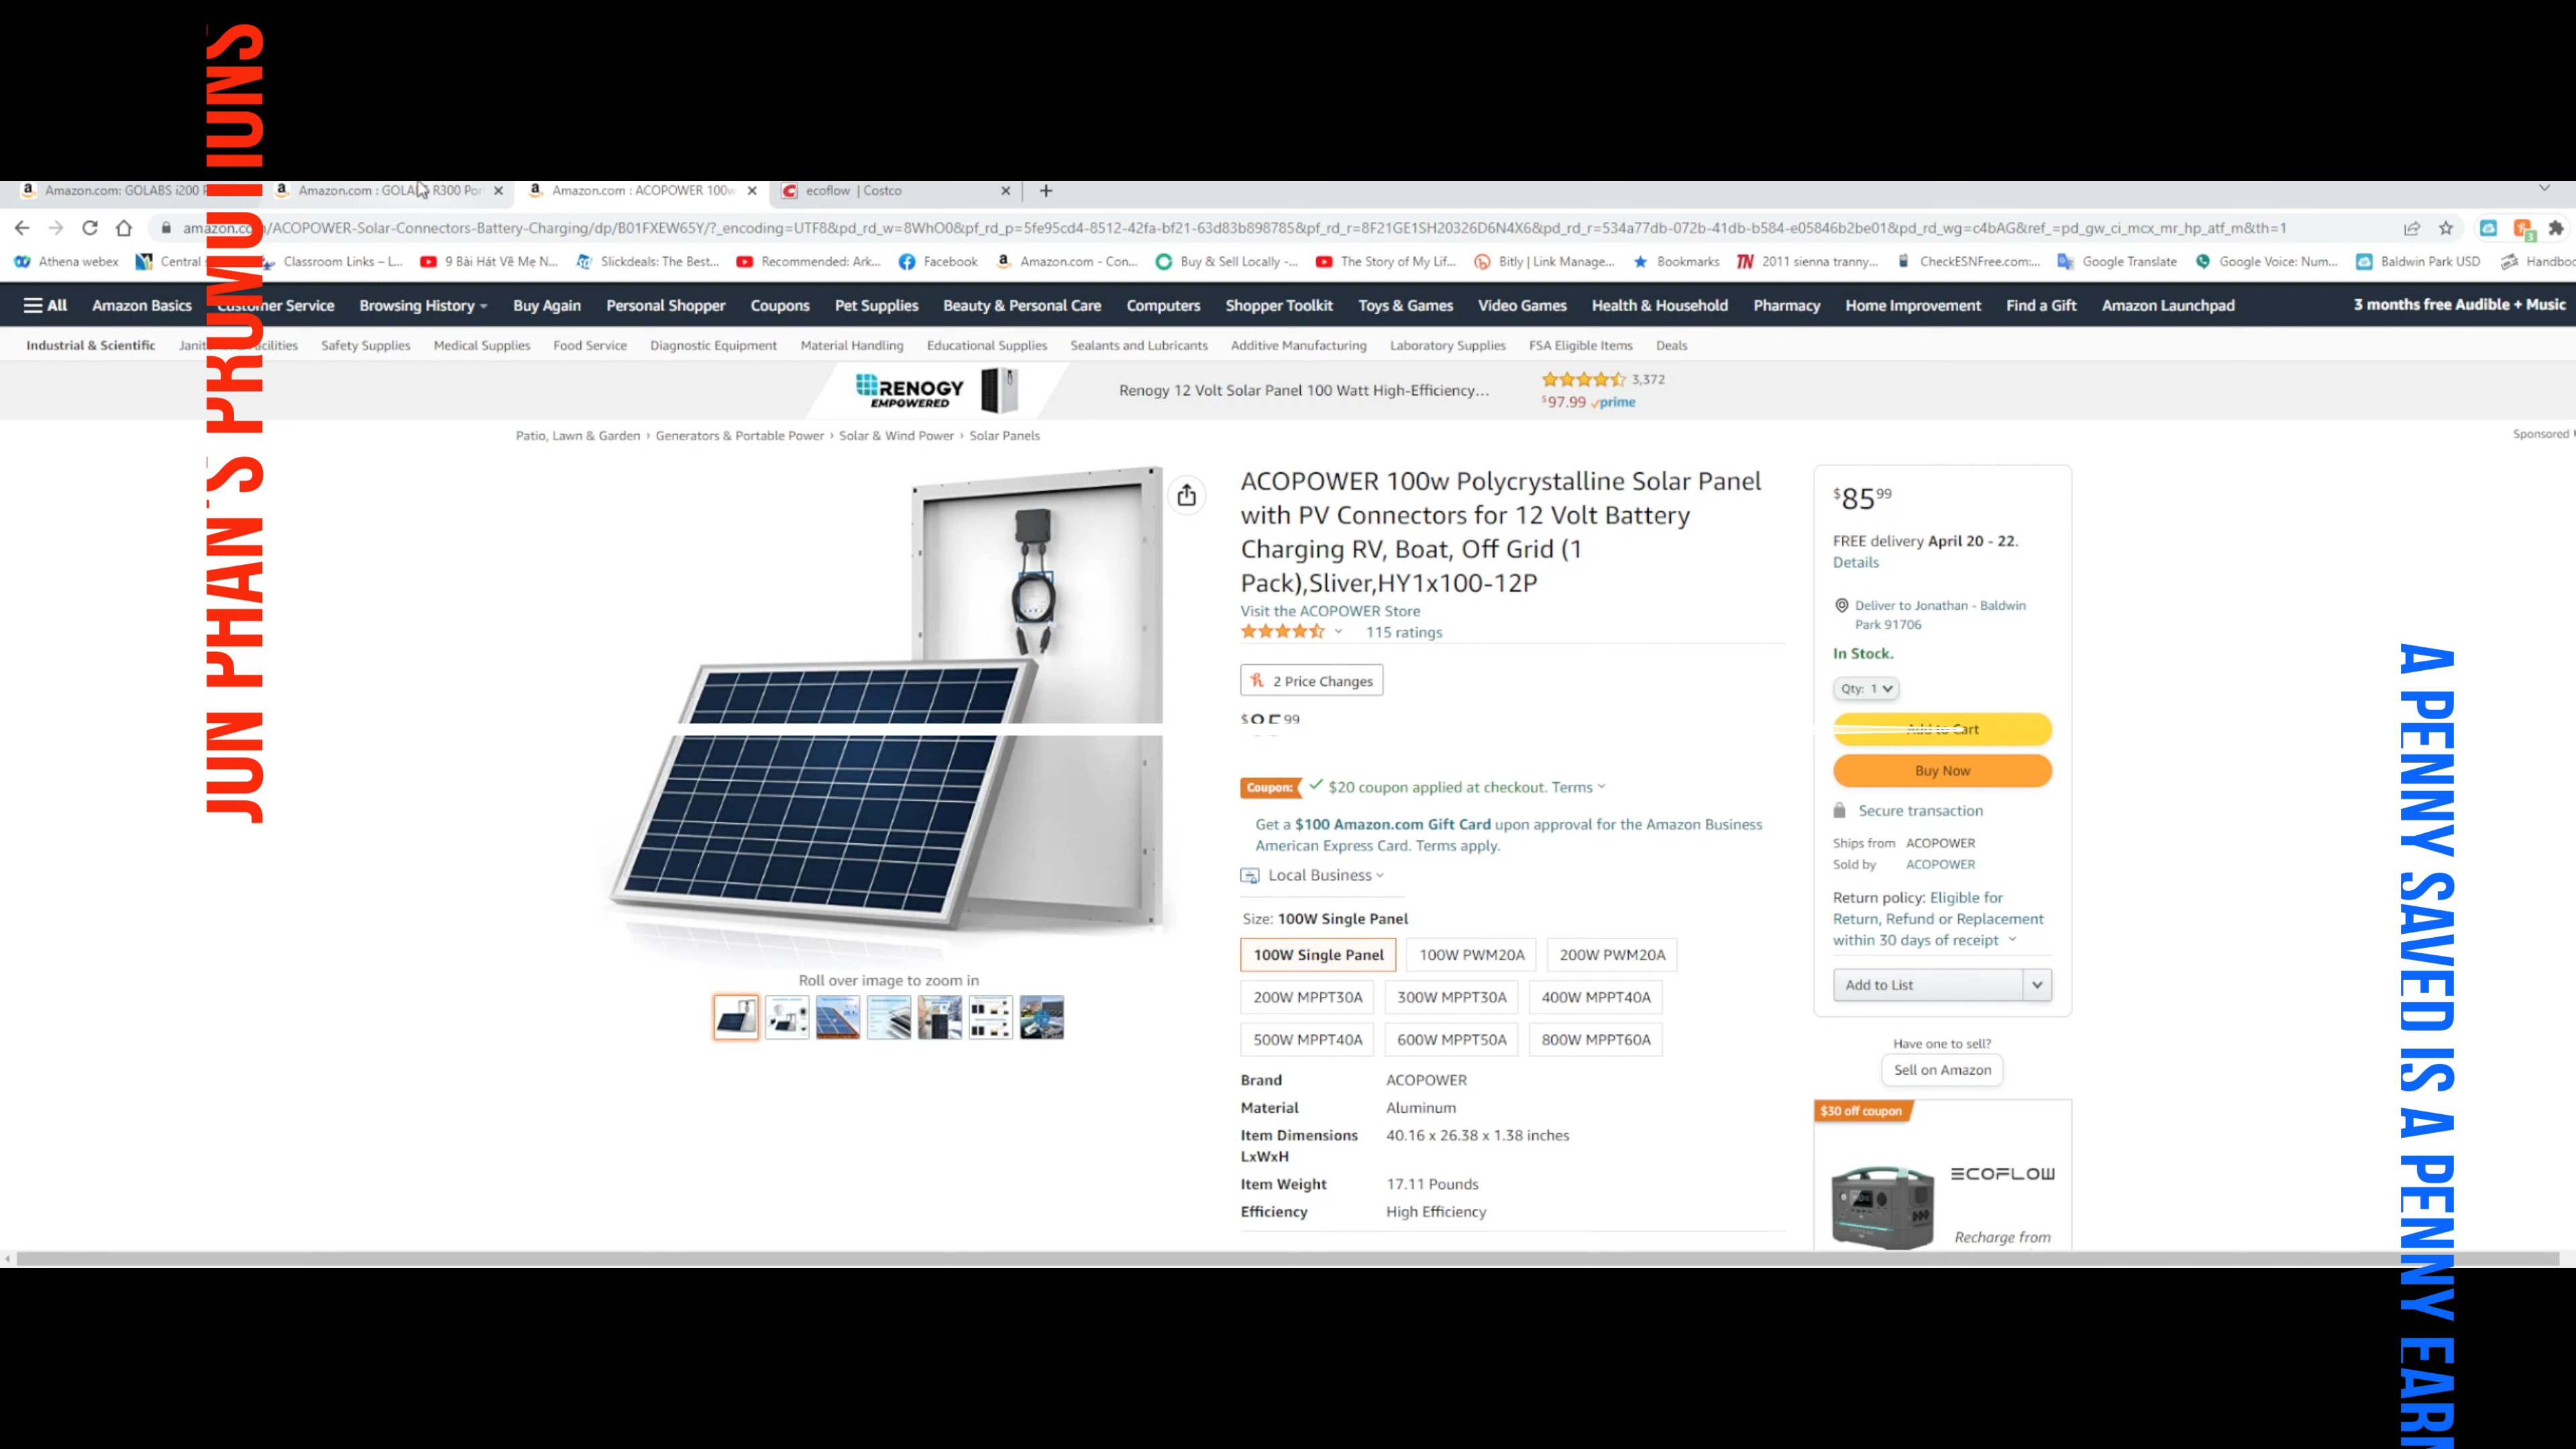 JUN PHAN'S PROMOTIONS
Amazon.com: GOLABS i200
Amazon.com : GOLABS R300 Por
Amazon.com : ACOPOWER 100w
ecoflow | Costco
amazon.com/ACOPOWER-Solar-Connectors-Battery-Charging/dp/B01FXEW65Y/?_encoding=UTF8&pd_rd_w=8WhO0&pf_rd_p=5fe95cd4-8512-42fa-bf21-63d83b898785&pf_rd_r=8F21GE1SH20326D6N4X6&pd_rd_r=534a77db-072b-41db-b584-e05846b2be01&pd_rd_wg=c4bAG&ref_=pd_gw_ci_mcx_mr_hp_atf_m&th=1
Athena webex Central Classroom Links – L... 9 Bài Hát Về Mẹ N... Slickdeals: The Best... Recommended: Ark... Facebook Amazon.com - Con... Buy & Sell Locally -... The Story of My Lif... Bitly | Link Manage... Bookmarks 2011 sienna tranny... CheckESNFree.com:... Google Translate Google Voice: Num... Baldwin Park USD Handboo
All Amazon Basics Customer Service Browsing History Buy Again Personal Shopper Coupons Pet Supplies Beauty & Personal Care Computers Shopper Toolkit Toys & Games Video Games Health & Household Pharmacy Home Improvement Find a Gift Amazon Launchpad 3 months free Audible + Music
Industrial & Scientific Safety Supplies Medical Supplies Food Service Diagnostic Equipment Material Handling Educational Supplies Sealants and Lubricants Additive Manufacturing Laboratory Supplies FSA Eligible Items Deals
RENOGY
EMPOWERED
Renogy 12 Volt Solar Panel 100 Watt High-Efficiency...
3,372
$97.99 prime
Patio, Lawn & Garden › Generators & Portable Power › Solar & Wind Power › Solar Panels
Sponsored
ACOPOWER 100w Polycrystalline Solar Panel
with PV Connectors for 12 Volt Battery
Charging RV, Boat, Off Grid (1
Pack),Sliver,HY1x100-12P
Visit the ACOPOWER Store
115 ratings
2 Price Changes
$85 99
Coupon: $20 coupon applied at checkout. Terms
Get a $100 Amazon.com Gift Card upon approval for the Amazon Business
American Express Card. Terms apply.
Local Business
Size: 100W Single Panel
100W Single Panel 100W PWM20A 200W PWM20A
200W MPPT30A 300W MPPT30A 400W MPPT40A
500W MPPT40A 600W MPPT50A 800W MPPT60A
Brand ACOPOWER
Material Aluminum
Item Dimensions 40.16 x 26.38 x 1.38 inches
LxWxH
Item Weight 17.11 Pounds
Efficiency High Efficiency
Roll over image to zoom in
$85 99
FREE delivery April 20 - 22.
Details
Deliver to Jonathan - Baldwin
Park 91706
In Stock.
Qty: 1
Add to Cart
Buy Now
Secure transaction
Ships from ACOPOWER
Sold by ACOPOWER
Return policy: Eligible for
Return, Refund or Replacement
within 30 days of receipt
Add to List
Have one to sell?
Sell on Amazon
$30 off coupon
ECOFLOW
Recharge from
A PENNY SAVED IS A PENNY EAR